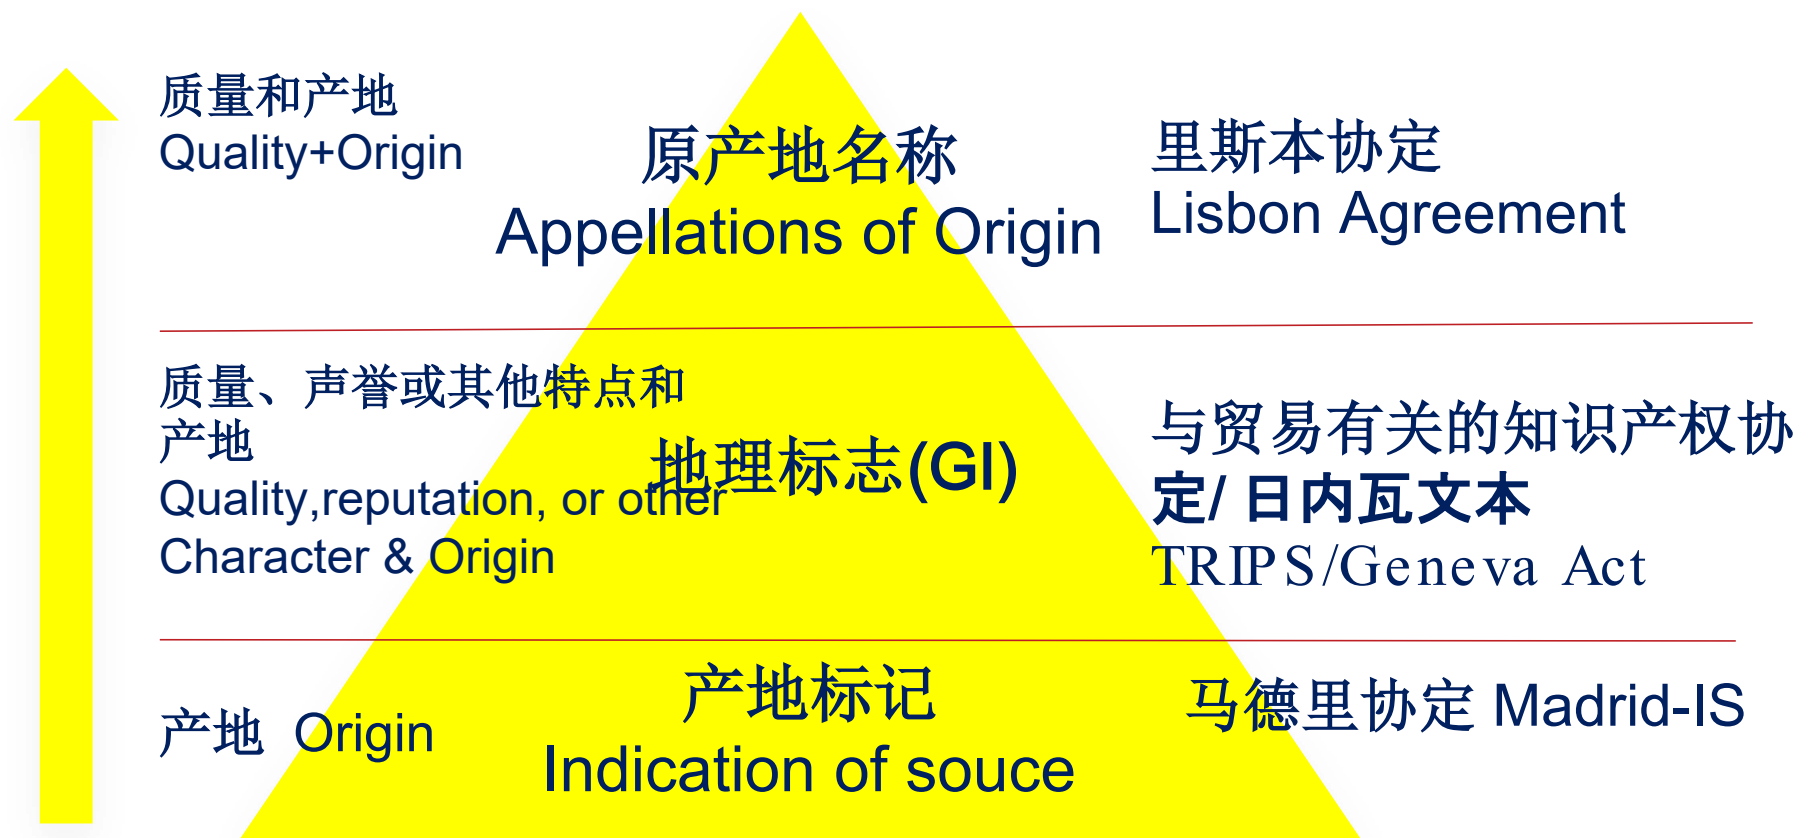 质量和产地
Quality+Origin
原产地名称
Appellations of Origin
里斯本协定
Lisbon Agreement
质量、声誉或其他特点和
产地
Quality,reputation, or other
Character & Origin
地理标志(GI)
与贸易有关的知识产权协
定/ 日内瓦文本
TRIPS/Geneva Act
产地 Origin
产地标记
Indication of souce
马德里协定 Madrid-IS